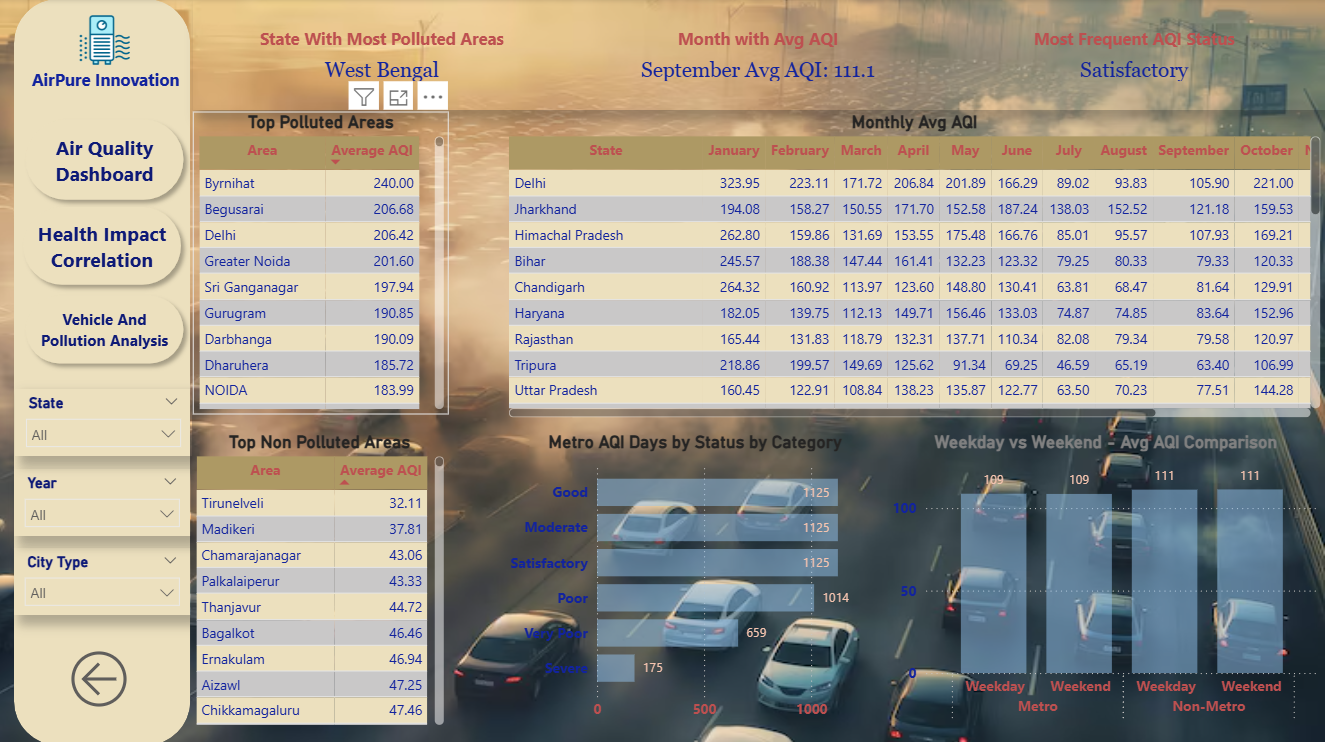 AirPure Innovation
Air Quality
Dashboard
Health Impact
Correlation
Vehicle And
Pollution Analysis
State
All
Year
All
City Type
All
State With Most Polluted Areas
West Bengal
Month with Avg AQI
September Avg AQI: 111.1
Most Frequent AQI Status
Satisfactory
Top Polluted Areas
Area Average AQI
Byrnihat 240.00
Begusarai 206.68
Delhi 206.42
Greater Noida 201.60
Sri Ganganagar 197.94
Gurugram 190.85
Darbhanga 190.09
Dharuhera 185.72
NOIDA 183.99
Monthly Avg AQI
State January February March April May June July August September October N
Delhi 323.95 223.11 171.72 206.84 201.89 166.29 89.02 93.83 105.90 221.00
Jharkhand 194.08 158.27 150.55 171.70 152.58 187.24 138.03 152.52 121.18 159.53
Himachal Pradesh 262.80 159.86 131.69 153.55 175.48 166.76 85.01 95.57 107.93 169.21
Bihar 245.57 188.38 147.44 161.41 132.23 123.32 79.25 80.33 79.33 120.33
Chandigarh 264.32 160.92 113.97 123.60 148.80 130.41 63.81 68.47 81.64 129.91
Haryana 182.05 139.75 112.13 149.71 156.46 133.03 74.87 74.85 83.64 152.96
Rajasthan 165.44 131.83 118.79 132.31 137.71 110.34 82.08 79.34 79.58 120.97
Tripura 218.86 199.57 149.69 125.62 91.34 69.25 46.59 65.19 63.40 106.99
Uttar Pradesh 160.45 122.91 108.84 138.23 135.87 122.77 63.50 70.23 77.51 144.28
Top Non Polluted Areas
Area Average AQI
Tirunelveli 32.11
Madikeri 37.81
Chamarajanagar 43.06
Palkalaiperur 43.33
Thanjavur 44.72
Bagalkot 46.46
Ernakulam 46.94
Aizawl 47.25
Chikkamagaluru 47.46
Metro AQI Days by Status by Category
Good 1125
Moderate 1125
Satisfactory 1125
Poor 1014
Very Poor 659
Severe 175
0 500 1000
Weekday vs Weekend - Avg AQI Comparison
109 109 111 111
100
50
0
Weekday Weekend Weekday Weekend
Metro Non-Metro